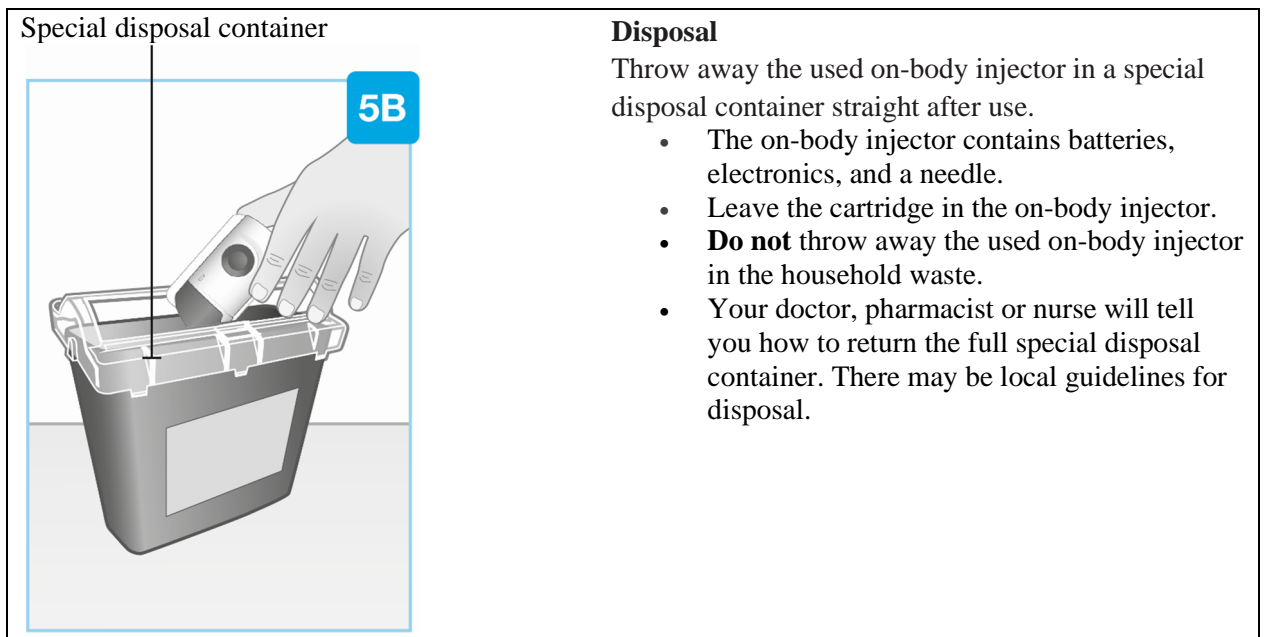 Special disposal container
5B
Disposal
Throw away the used on-body injector in a special
disposal container straight after use.
• The on-body injector contains batteries,
electronics, and a needle.
• Leave the cartridge in the on-body injector.
• Do not throw away the used on-body injector
in the household waste.
• Your doctor, pharmacist or nurse will tell
you how to return the full special disposal
container. There may be local guidelines for
disposal.